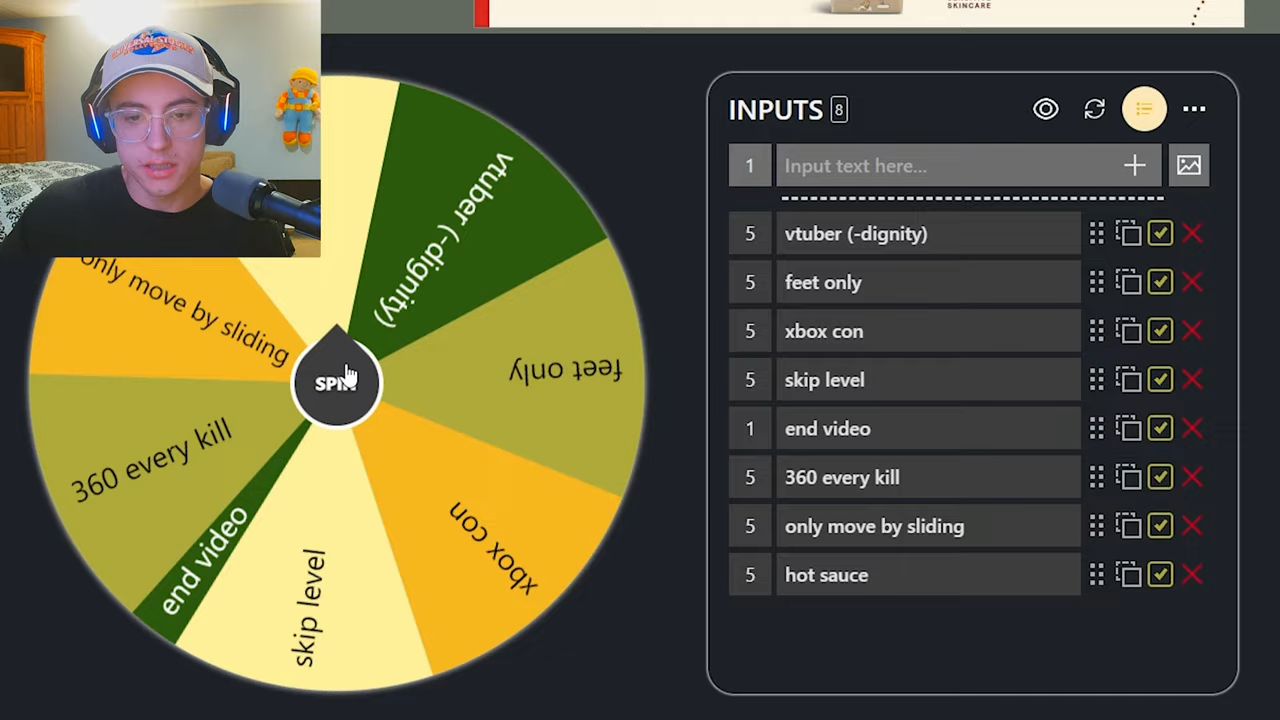 SKINCARE
UNIVERSAL STUDIOS
INPUTS 8
1 Input text here...
5 vtuber (-dignity)
5 feet only
5 xbox con
5 skip level
1 end video
5 360 every kill
5 only move by sliding
5 hot sauce
vtuber (-dignity)
feet only
xbox con
skip level
end video
360 every kill
only move by sliding
SPIN